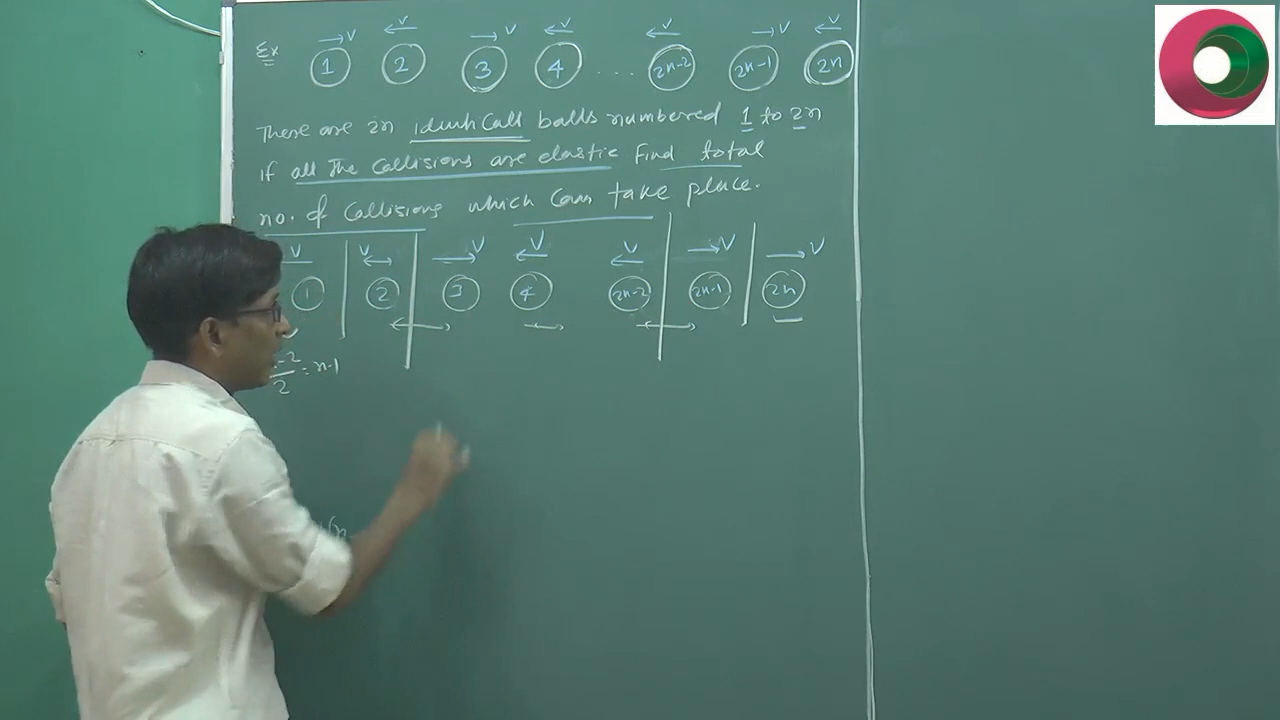 V V V V V V V
Ex 1 2 3 4 .... 2n-2 2n-1 2n
There are 2n identical balls numbered 1 to 2n
if all the collisions are elastic Find total
no. of collisions which can take place.
V V V V V V V
1 2 3 4 2n-2 2n-1 2n
-2/2 = n-1